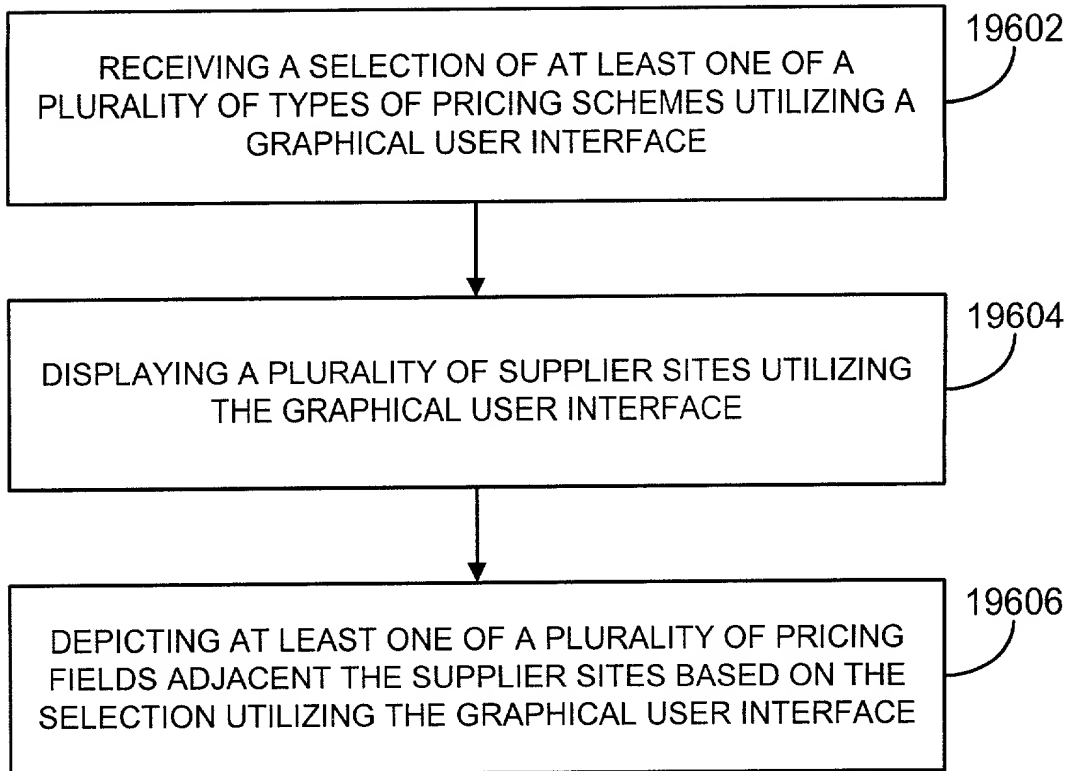 19602
RECEIVING A SELECTION OF AT LEAST ONE OF A
PLURALITY OF TYPES OF PRICING SCHEMES UTILIZING A
GRAPHICAL USER INTERFACE
19604
DISPLAYING A PLURALITY OF SUPPLIER SITES UTILIZING
THE GRAPHICAL USER INTERFACE
19606
DEPICTING AT LEAST ONE OF A PLURALITY OF PRICING
FIELDS ADJACENT THE SUPPLIER SITES BASED ON THE
SELECTION UTILIZING THE GRAPHICAL USER INTERFACE